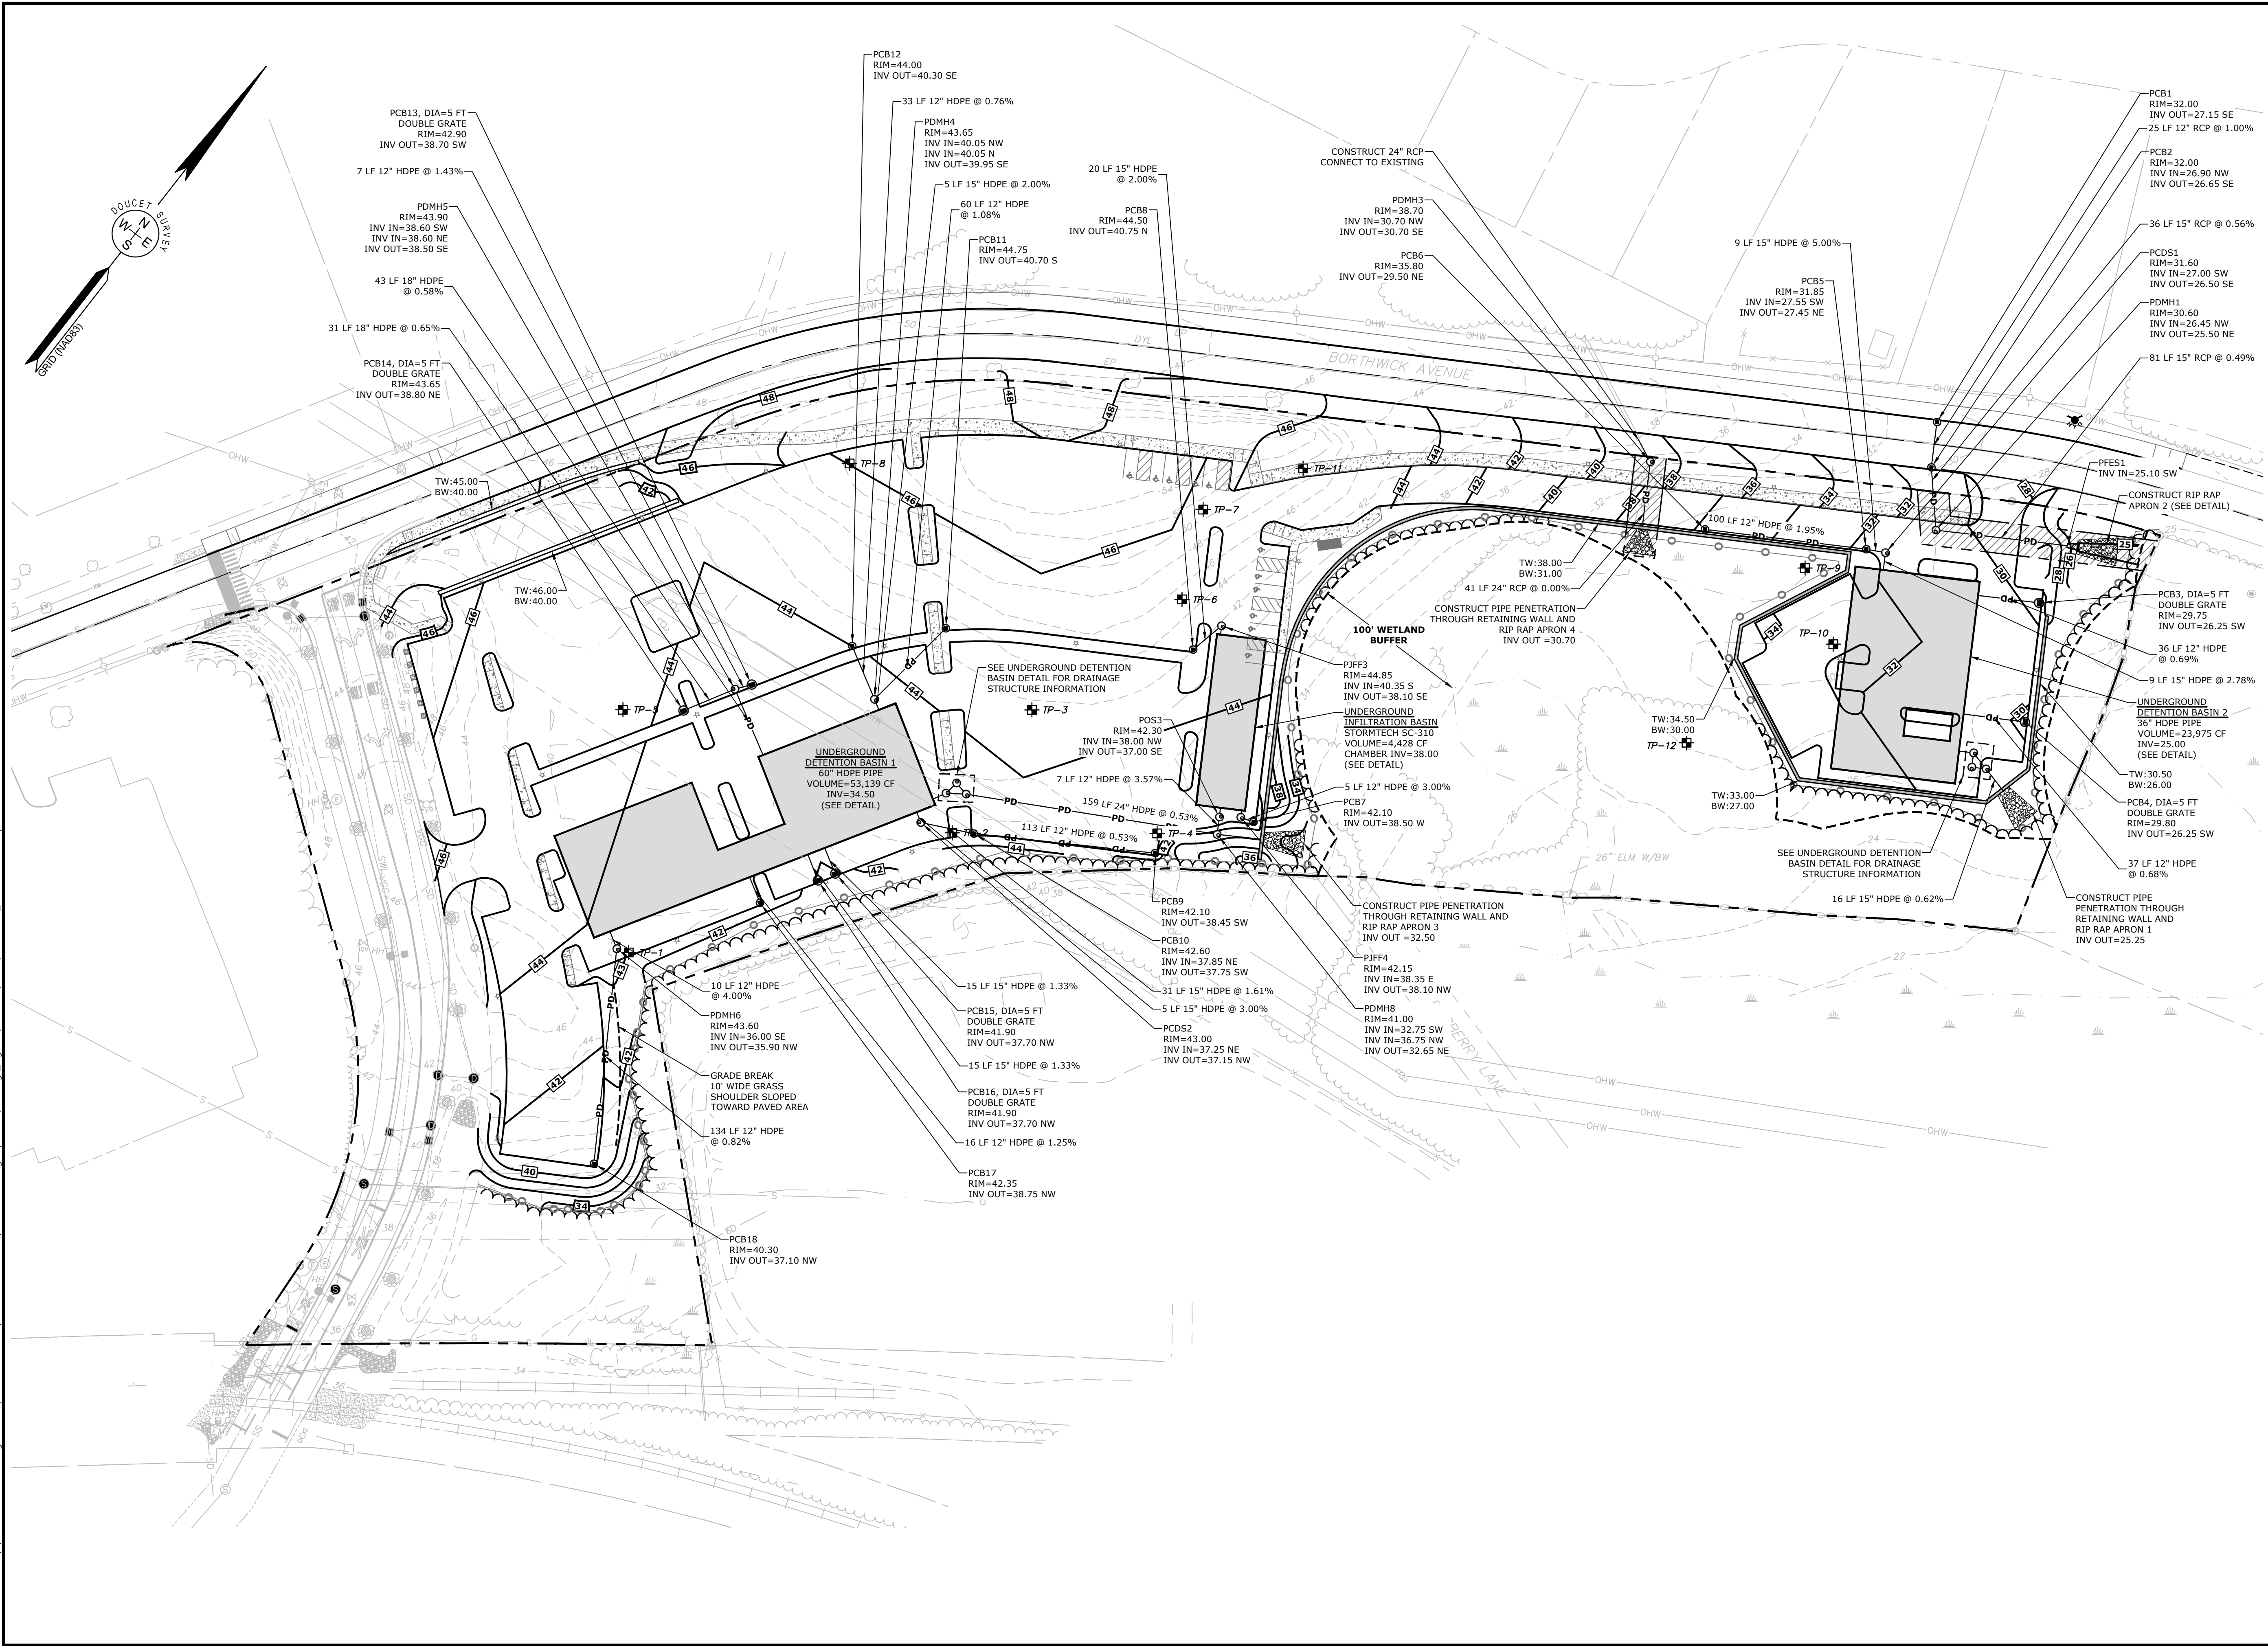 PCB12
RIM=44.00
INV OUT=40.30 SE
33 LF 12" HDPE @ 0.76%
PDMH4
RIM=43.65
INV IN=40.05 NW
INV IN=40.05 N
INV OUT=39.95 SE
5 LF 15" HDPE @ 2.00%
60 LF 12" HDPE
@ 1.08%
PCB11
RIM=44.75
INV OUT=40.70 S
PCB13, DIA=5 FT
DOUBLE GRATE
RIM=42.90
INV OUT=38.70 SW
7 LF 12" HDPE @ 1.43%
PDMH5
RIM=43.90
INV IN=38.60 SW
INV IN=38.60 NE
INV OUT=38.50 SE
43 LF 18" HDPE
@ 0.58%
31 LF 18" HDPE @ 0.65%
PCB14, DIA=5 FT
DOUBLE GRATE
RIM=43.65
INV OUT=38.80 NE
DOUCET SURVEY
N
W
E
S
GRID (NAD83)
20 LF 15" HDPE
@ 2.00%
PCB8
RIM=44.50
INV OUT=40.75 N
CONSTRUCT 24" RCP
CONNECT TO EXISTING
PDMH3
RIM=38.70
INV IN=30.70 NW
INV OUT=30.70 SE
PCB6
RIM=35.80
INV OUT=29.50 NE
9 LF 15" HDPE @ 5.00%
PCB5
RIM=31.85
INV IN=27.55 SW
INV OUT=27.45 NE
PCB1
RIM=32.00
INV OUT=27.15 SE
25 LF 12" RCP @ 1.00%
PCB2
RIM=32.00
INV IN=26.90 NW
INV OUT=26.65 SE
36 LF 15" RCP @ 0.56%
PCDS1
RIM=31.60
INV IN=27.00 SW
INV OUT=26.50 SE
PDMH1
RIM=30.60
INV IN=26.45 NW
INV OUT=25.50 NE
81 LF 15" RCP @ 0.49%
BORTHWICK AVENUE
PFES1
INV IN=25.10 SW
CONSTRUCT RIP RAP
APRON 2 (SEE DETAIL)
PCB3, DIA=5 FT
DOUBLE GRATE
RIM=29.75
INV OUT=26.25 SW
36 LF 12" HDPE
@ 0.69%
9 LF 15" HDPE @ 2.78%
UNDERGROUND
DETENTION BASIN 2
36" HDPE PIPE
VOLUME=23,975 CF
INV=25.00
(SEE DETAIL)
TW:30.50
BW:26.00
PCB4, DIA=5 FT
DOUBLE GRATE
RIM=29.80
INV OUT=26.25 SW
37 LF 12" HDPE
@ 0.68%
CONSTRUCT PIPE
PENETRATION THROUGH
RETAINING WALL AND
RIP RAP APRON 1
INV OUT=25.25
TW:45.00
BW:40.00
TW:46.00
BW:40.00
TP-8
TP-7
TP-11
TP-6
TP-5
TP-3
TP-2
TP-4
TP-1
TP-9
TP-10
TP-12
100 LF 12" HDPE @ 1.95%
TW:38.00
BW:31.00
41 LF 24" RCP @ 0.00%
CONSTRUCT PIPE PENETRATION
THROUGH RETAINING WALL AND
RIP RAP APRON 4
INV OUT =30.70
100' WETLAND
BUFFER
PJFF3
RIM=44.85
INV IN=40.35 S
INV OUT=38.10 SE
UNDERGROUND
INFILTRATION BASIN
STORMTECH SC-310
VOLUME=4,428 CF
CHAMBER INV=38.00
(SEE DETAIL)
5 LF 12" HDPE @ 3.00%
PCB7
RIM=42.10
INV OUT=38.50 W
SEE UNDERGROUND DETENTION
BASIN DETAIL FOR DRAINAGE
STRUCTURE INFORMATION
POS3
RIM=42.30
INV IN=38.00 NW
INV OUT=37.00 SE
7 LF 12" HDPE @ 3.57%
159 LF 24" HDPE @ 0.53%
113 LF 12" HDPE @ 0.53%
UNDERGROUND
DETENTION BASIN 1
60" HDPE PIPE
VOLUME=53,139 CF
INV=34.50
(SEE DETAIL)
TW:34.50
BW:30.00
TW:33.00
BW:27.00
SEE UNDERGROUND DETENTION
BASIN DETAIL FOR DRAINAGE
STRUCTURE INFORMATION
16 LF 15" HDPE @ 0.62%
26" ELM W/BW
PCB9
RIM=42.10
INV OUT=38.45 SW
PCB10
RIM=42.60
INV IN=37.85 NE
INV OUT=37.75 SW
31 LF 15" HDPE @ 1.61%
5 LF 15" HDPE @ 3.00%
PCDS2
RIM=43.00
INV IN=37.25 NE
INV OUT=37.15 NW
CONSTRUCT PIPE PENETRATION
THROUGH RETAINING WALL AND
RIP RAP APRON 3
INV OUT =32.50
PJFF4
RIM=42.15
INV IN=38.35 E
INV OUT=38.10 NW
PDMH8
RIM=41.00
INV IN=32.75 SW
INV IN=36.75 NW
INV OUT=32.65 NE
10 LF 12" HDPE
@ 4.00%
PDMH6
RIM=43.60
INV IN=36.00 SE
INV OUT=35.90 NW
GRADE BREAK
10' WIDE GRASS
SHOULDER SLOPED
TOWARD PAVED AREA
134 LF 12" HDPE
@ 0.82%
15 LF 15" HDPE @ 1.33%
PCB15, DIA=5 FT
DOUBLE GRATE
RIM=41.90
INV OUT=37.70 NW
15 LF 15" HDPE @ 1.33%
PCB16, DIA=5 FT
DOUBLE GRATE
RIM=41.90
INV OUT=37.70 NW
16 LF 12" HDPE @ 1.25%
PCB17
RIM=42.35
INV OUT=38.75 NW
PCB18
RIM=40.30
INV OUT=37.10 NW